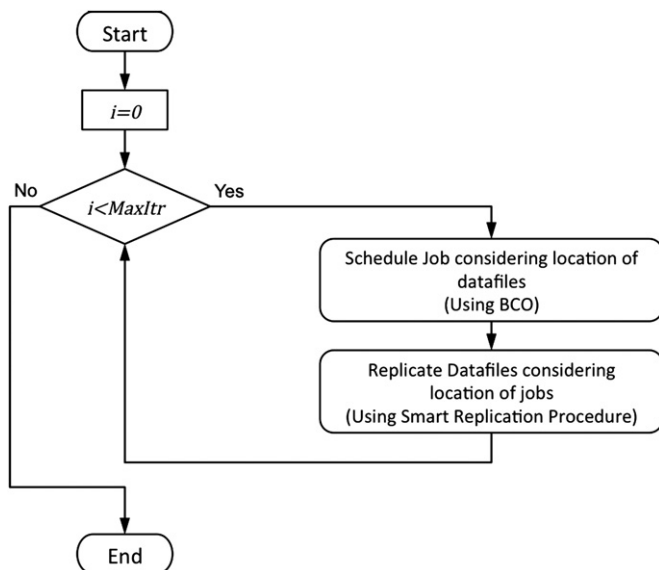 Start
i=0
No
Yes
i<MaxItr
Schedule Job considering location of
datafiles
(Using BCO)
Replicate Datafiles considering
location of jobs
(Using Smart Replication Procedure)
End